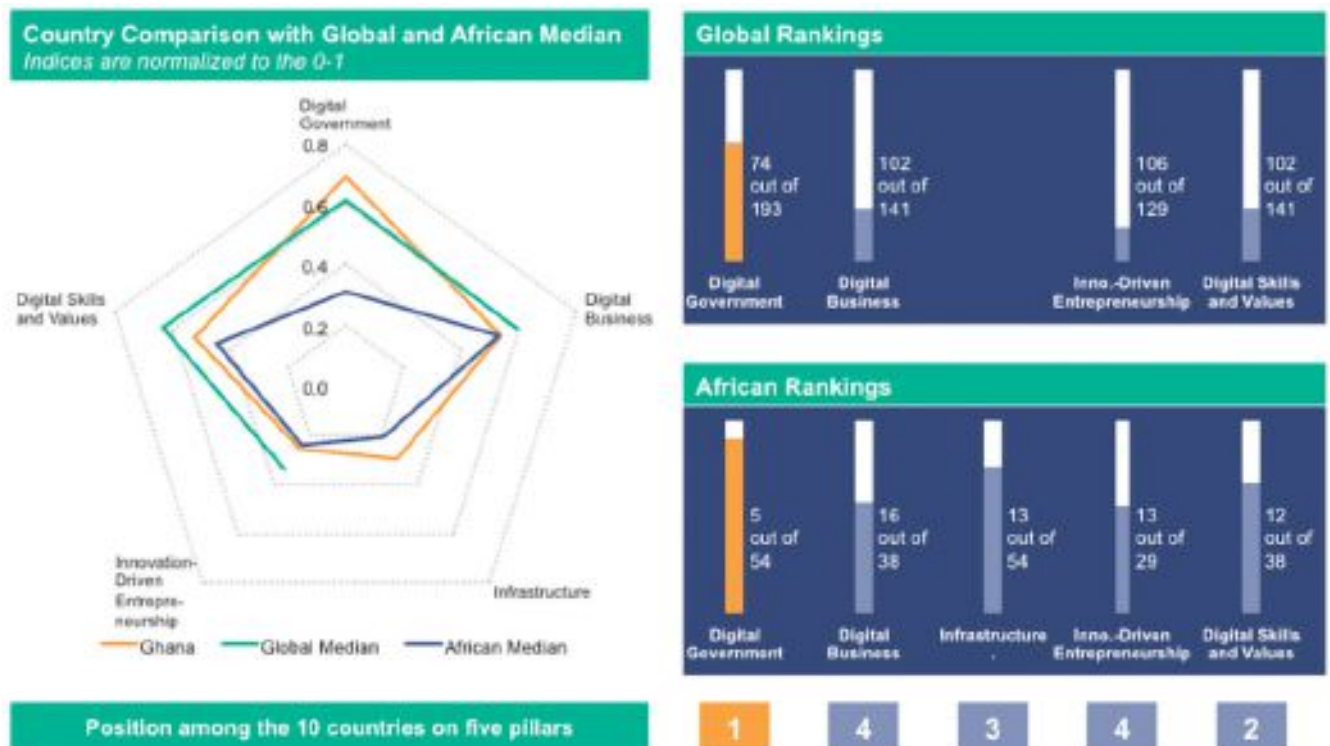 Country Comparison with Global and African Median
Indices are normalized to the 0-1
Digital
Government
0.8
0.6
0.4
0.2
0.0
Digital Skills
and Values
Digital
Business
Innovation-
Driven
Entrepre-
neurship
Infrastructure
Ghana
Global Median
African Median
Global Rankings
74
out of
193
102
out of
141
106
out of
129
102
out of
141
Digital
Government
Digital
Business
Inno.-Driven
Entrepreneurship
Digital Skills
and Values
African Rankings
5
out of
54
16
out of
38
13
out of
54
13
out of
29
12
out of
38
Digital
Government
Digital
Business
Infrastructure
.
Inno.-Driven
Entrepreneurship
Digital Skills
and Values
Position among the 10 countries on five pillars
1
4
3
4
2